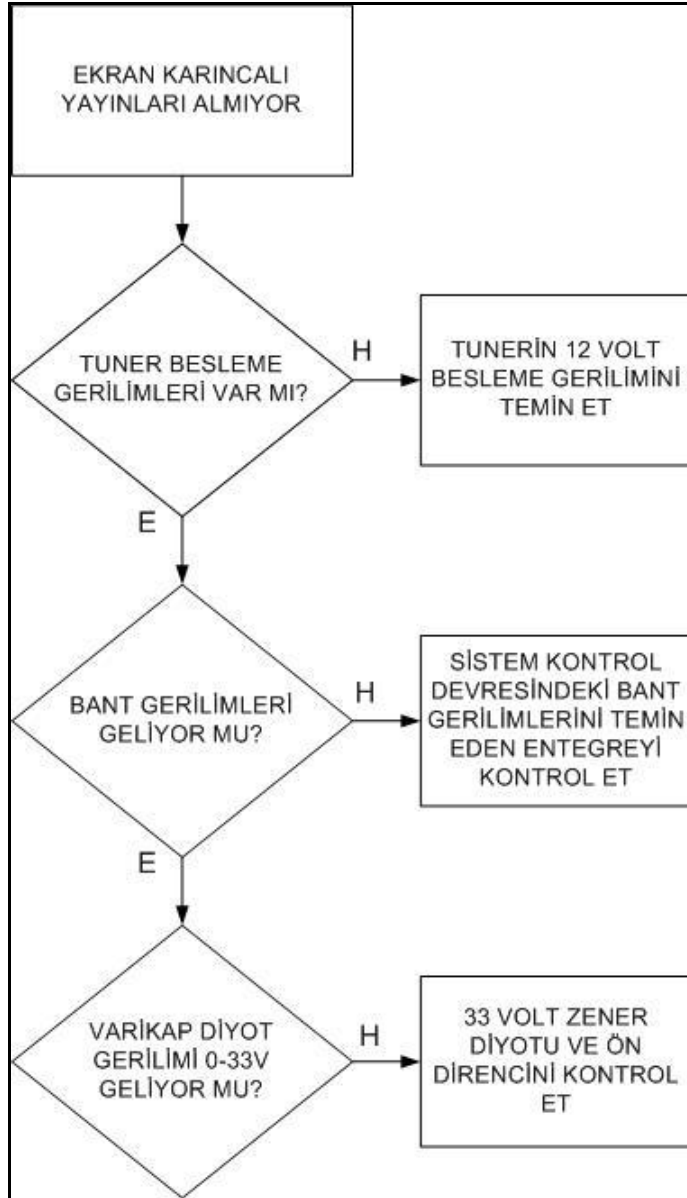 EKRAN KARINCALI
YAYINLARI ALMIYOR
TUNER BESLEME
GERİLİMLERİ VAR MI?
H
TUNERİN 12 VOLT
BESLEME GERİLİMİNİ
TEMİN ET
E
BANT GERİLİMLERİ
GELİYOR MU?
H
SİSTEM KONTROL
DEVRESİNDEKİ BANT
GERİLİMLERİNİ TEMİN
EDEN ENTEGREYİ
KONTROL ET
E
VARİKAP DİYOT
GERİLİMİ 0-33V
GELİYOR MU?
H
33 VOLT ZENER
DİYOTU VE ÖN
DİRENCİNİ KONTROL
ET